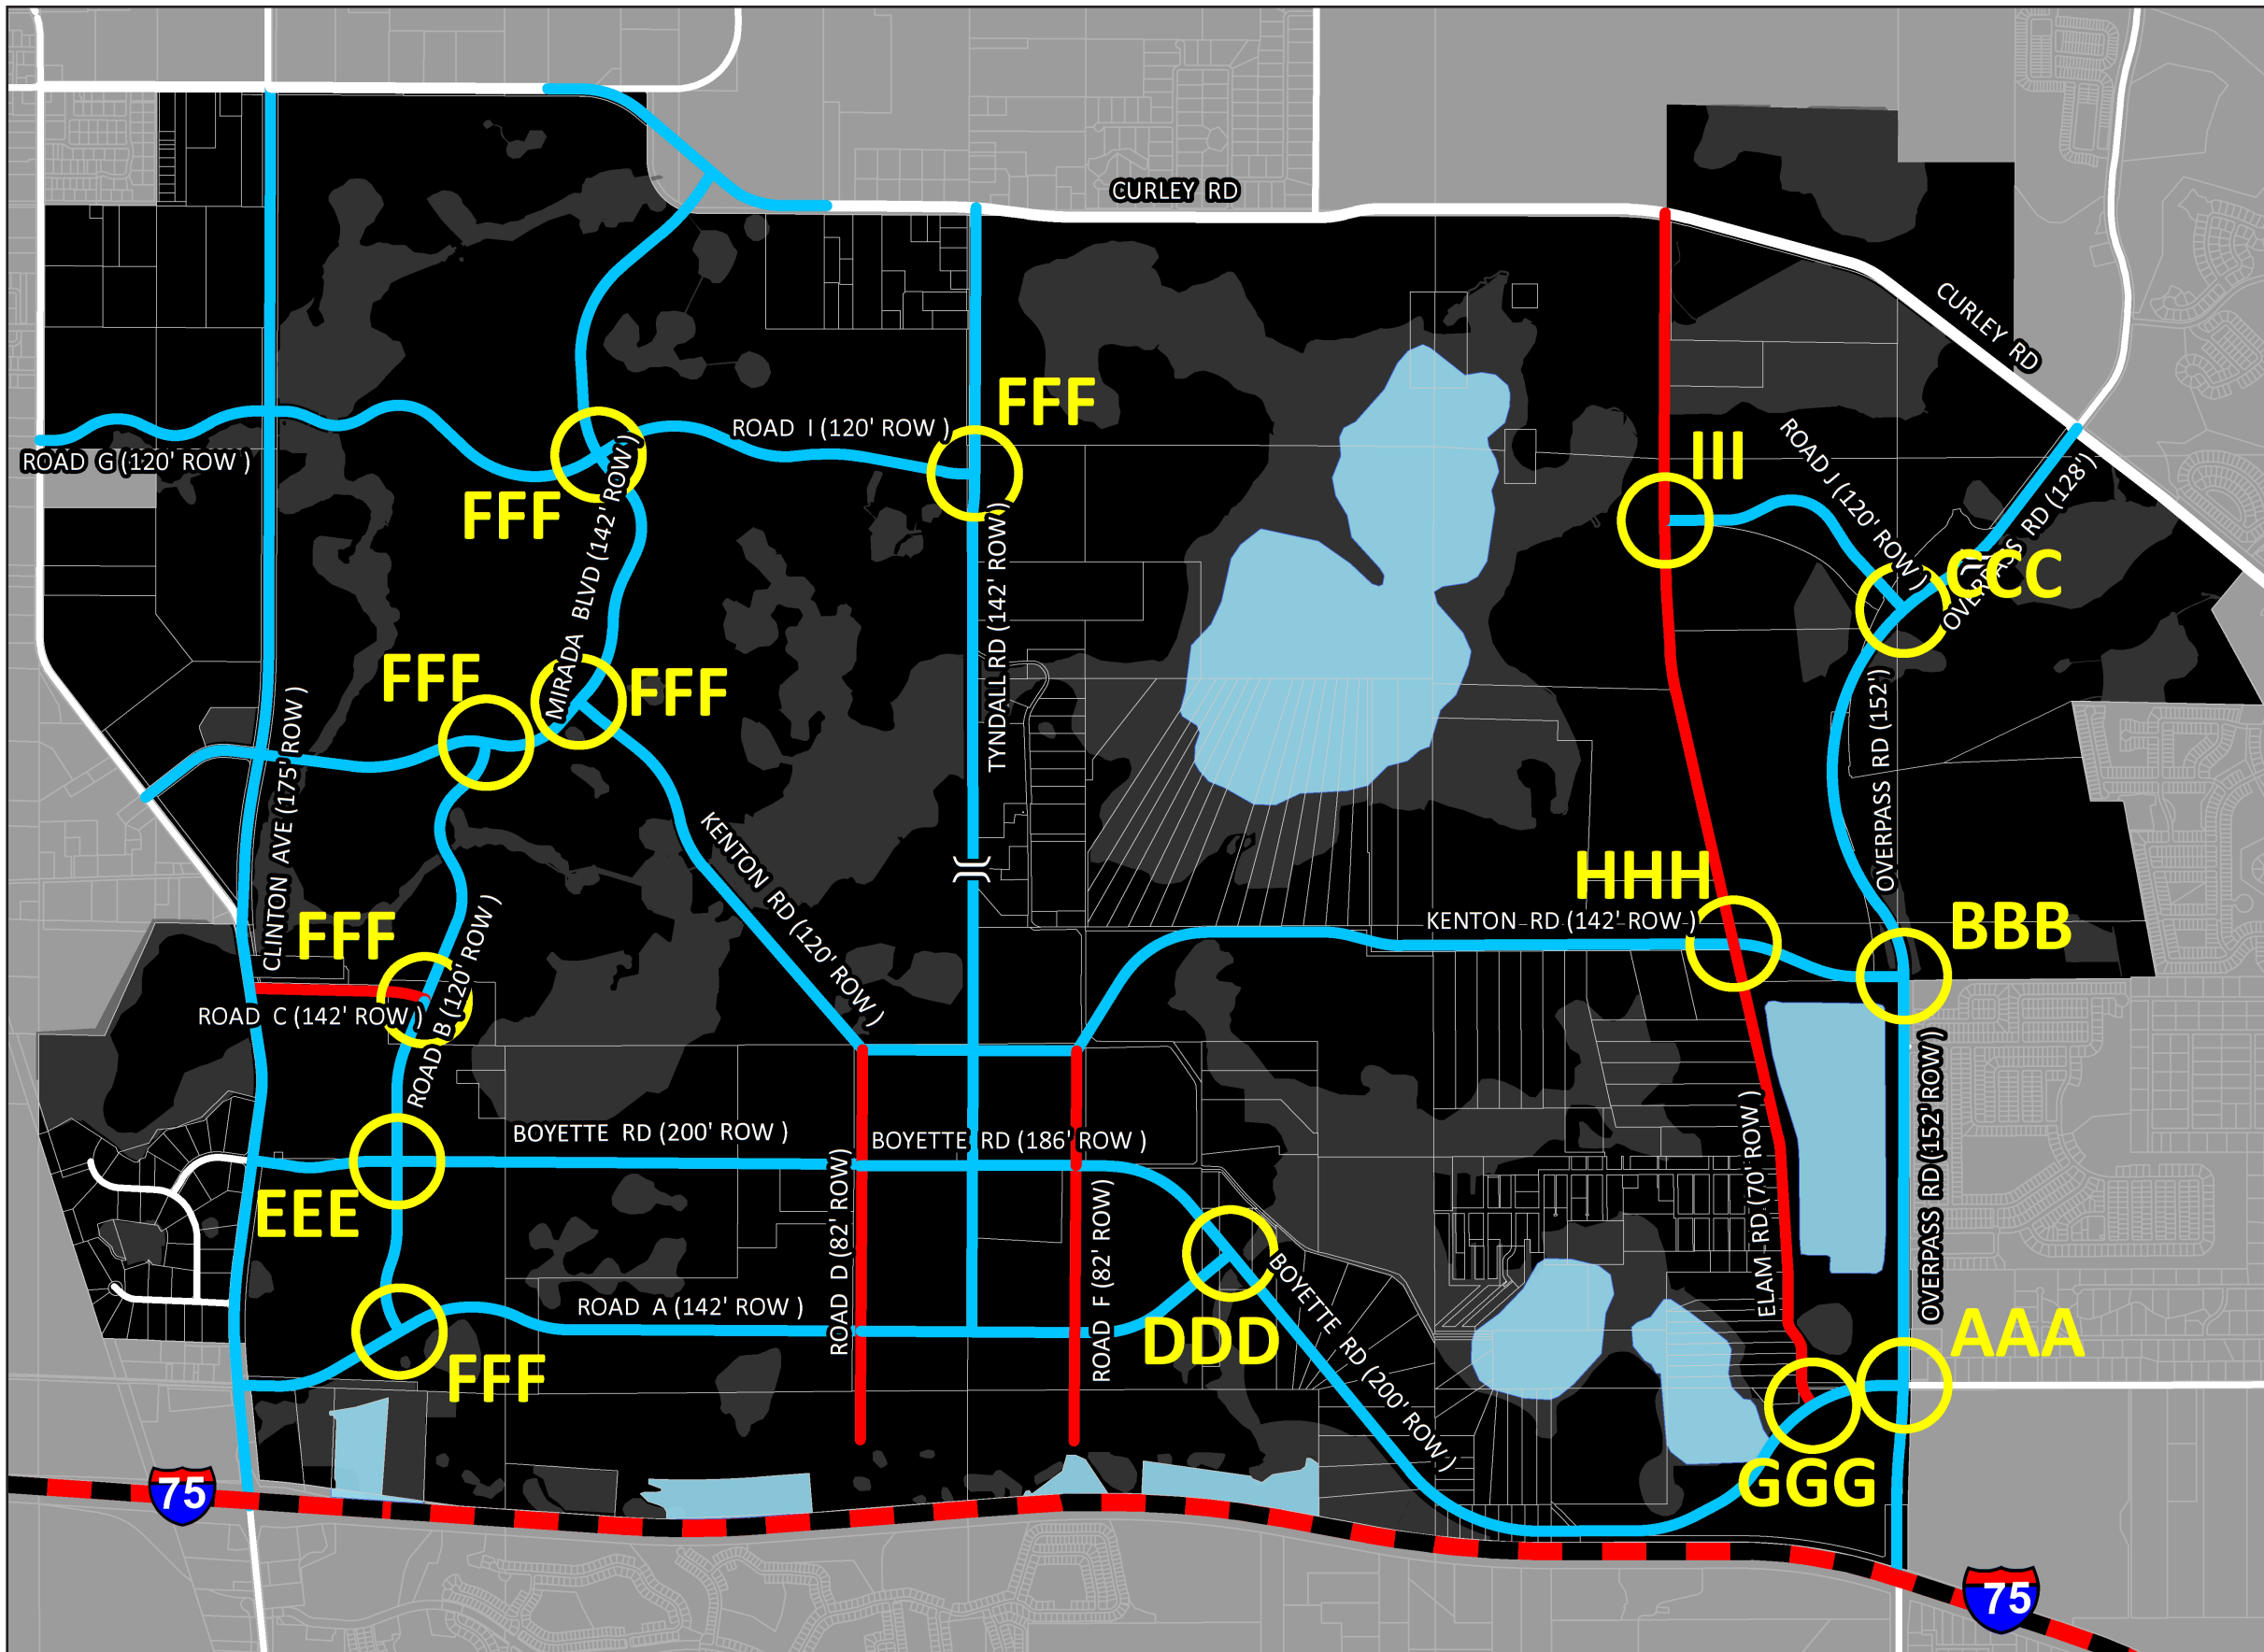 CURLEY RD
CURLEY RD
FFF
ROAD I (120' ROW )
ROAD G (120' ROW )
FFF
III
ROAD J (120' ROW )
OVERPASS RD (128')
CCC
MIRADA BLVD (142' ROW )
TYNDALL RD (142' ROW )
FFF
FFF
CLINTON AVE (175' ROW )
OVERPASS RD (152')
KENTON RD (120' ROW )
HHH
KENTON RD (142' ROW )
BBB
FFF
ROAD C (142' ROW )
ROAD B (120' ROW )
BOYETTE RD (200' ROW )
BOYETTE RD (186' ROW )
OVERPASS RD (152' ROW )
ELAM RD (70' ROW )
EEE
ROAD D (82' ROW)
ROAD F (82' ROW)
ROAD A (142' ROW )
DDD
BOYETTE RD (200' ROW )
AAA
FFF
GGG
75
75